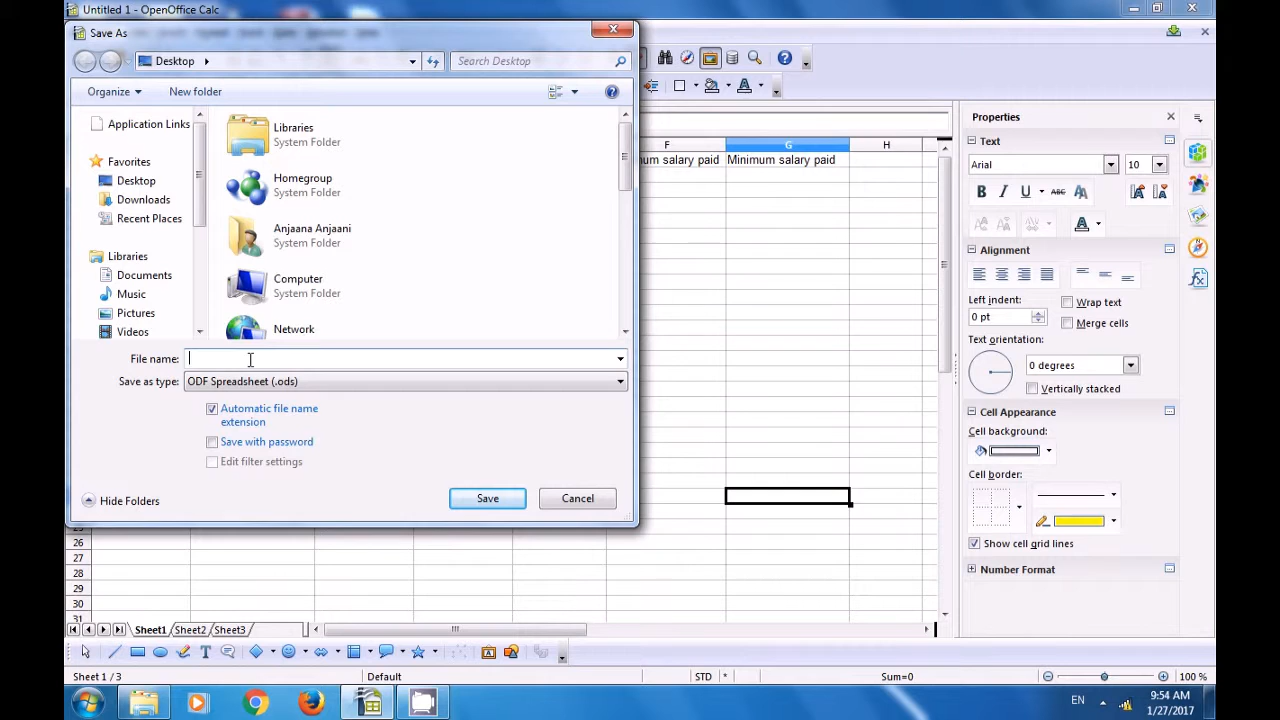 Untitled 1 - OpenOffice Calc
Save As
Desktop
Search Desktop
Organize
New folder
Application Links
Favorites
Desktop
Downloads
Recent Places
Libraries
Documents
Music
Pictures
Videos
Libraries
System Folder
Homegroup
System Folder
Anjaana Anjaani
System Folder
Computer
System Folder
Network
File name:
Save as type:
ODF Spreadsheet (.ods)
Automatic file name
extension
Save with password
Edit filter settings
Hide Folders
Save
Cancel
F G H
salary paid Minimum salary paid
26
27
28
29
30
31
Sheet1 Sheet2 Sheet3
Properties
Text
Arial
10
B I U ABC
Alignment
Left indent:
0 pt
Wrap text
Merge cells
Text orientation:
0 degrees
Vertically stacked
Cell Appearance
Cell background:
Cell border:
Show cell grid lines
Number Format
Sheet 1 / 3
Default
STD
*
Sum=0
100 %
EN
9:54 AM
1/27/2017